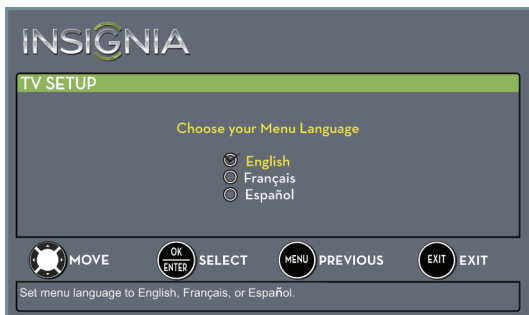 INSIGNIA
TV SETUP
Choose your Menu Language
English
Français
Español
MOVE
OK
ENTER
SELECT
MENU
PREVIOUS
EXIT
EXIT
Set menu language to English, Français, or Español.